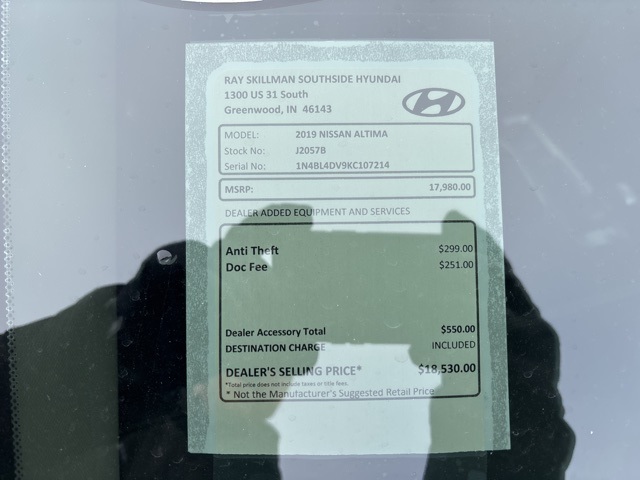 RAY SKILLMAN SOUTHSIDE HYUNDAI
1300 US 31 South
Greenwood, IN 46143
MODEL: 2019 NISSAN ALTIMA
Stock No: J2057B
Serial No: 1N4BL4DV9KC107214
MSRP: 17,980.00
DEALER ADDED EQUIPMENT AND SERVICES
Anti Theft $299.00
Doc Fee $251.00
Dealer Accessory Total $550.00
DESTINATION CHARGE INCLUDED
DEALER'S SELLING PRICE* $18,530.00
*Total price does not include taxes or title fees.
* Not the Manufacturer's Suggested Retail Price